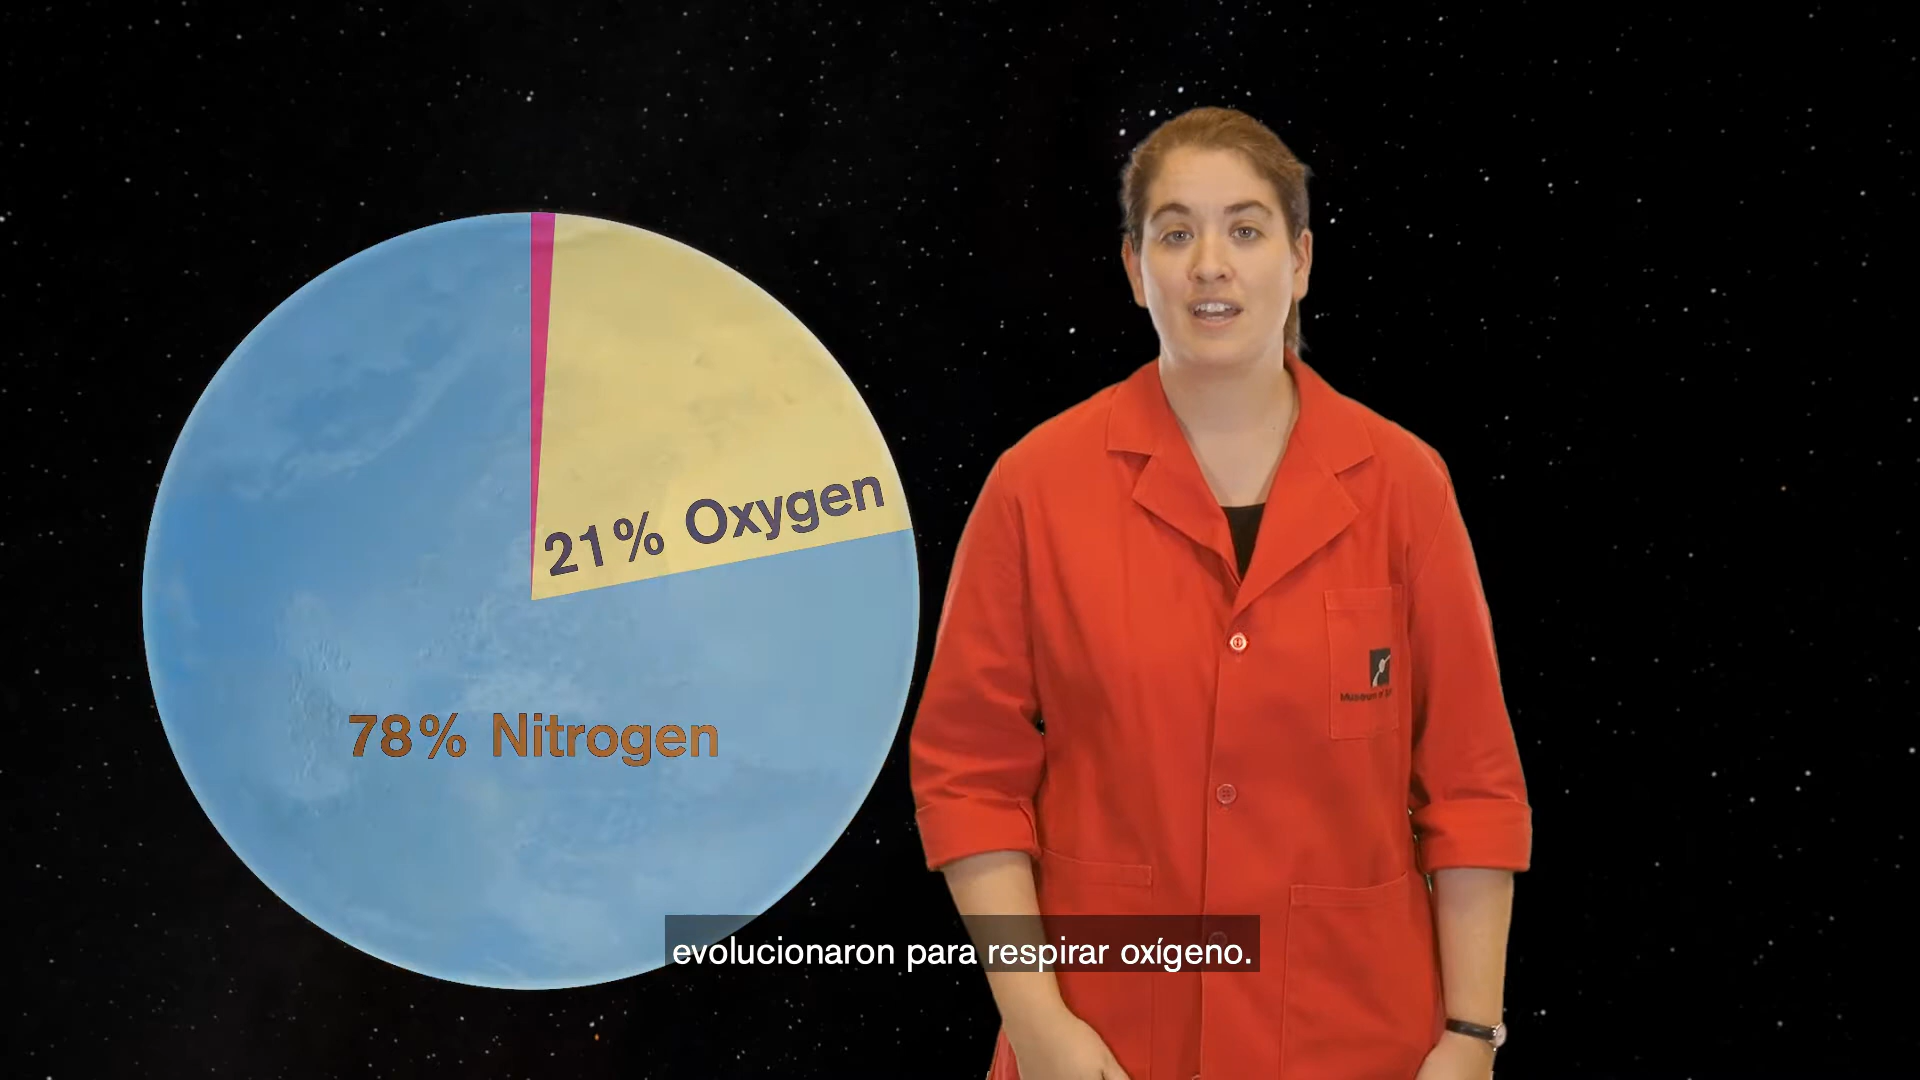 21% Oxygen
78% Nitrogen
evolucionaron para respirar oxígeno.